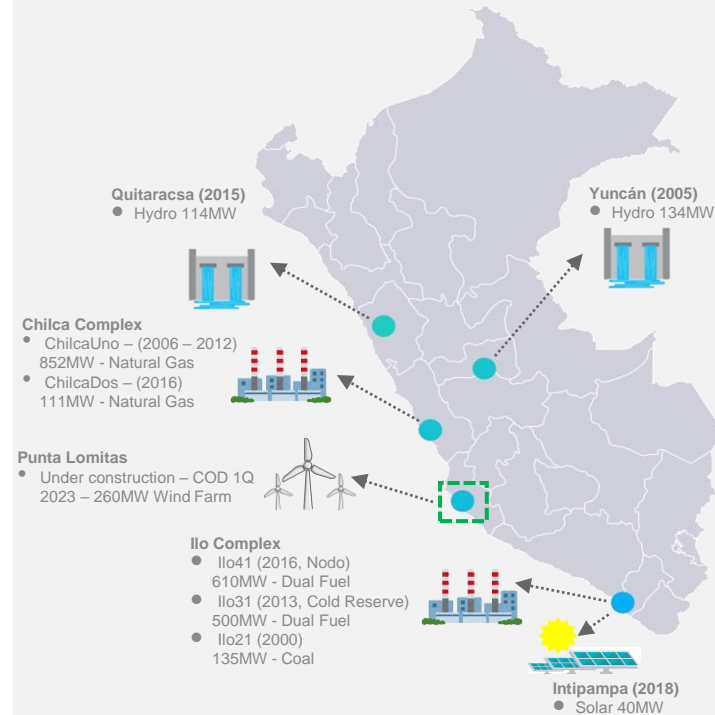 Quitaracsa (2015)
● Hydro 114MW
Yuncán (2005)
● Hydro 134MW
Chilca Complex
• ChilcaUno – (2006 – 2012)
852MW - Natural Gas
• ChilcaDos – (2016)
111MW - Natural Gas
Punta Lomitas
• Under construction – COD 1Q
2023 – 260MW Wind Farm
Ilo Complex
● Ilo41 (2016, Nodo)
610MW - Dual Fuel
● Ilo31 (2013, Cold Reserve)
500MW - Dual Fuel
● Ilo21 (2000)
135MW - Coal
Intipampa (2018)
● Solar 40MW